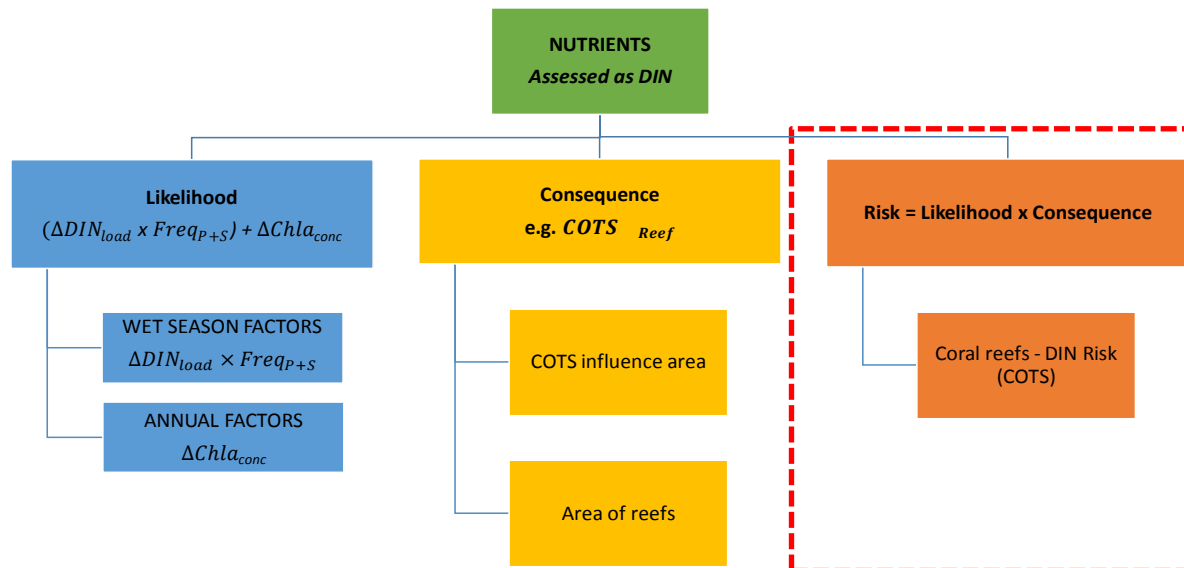 NUTRIENTS
Assessed as DIN
Likelihood
(ΔDIN_load x Freq_P+S) + ΔChla_conc
WET SEASON FACTORS
ΔDIN_load × Freq_P+S
ANNUAL FACTORS
ΔChla_conc
Consequence
e.g. COTS Reef
COTS influence area
Area of reefs
Risk = Likelihood x Consequence
Coral reefs - DIN Risk
(COTS)